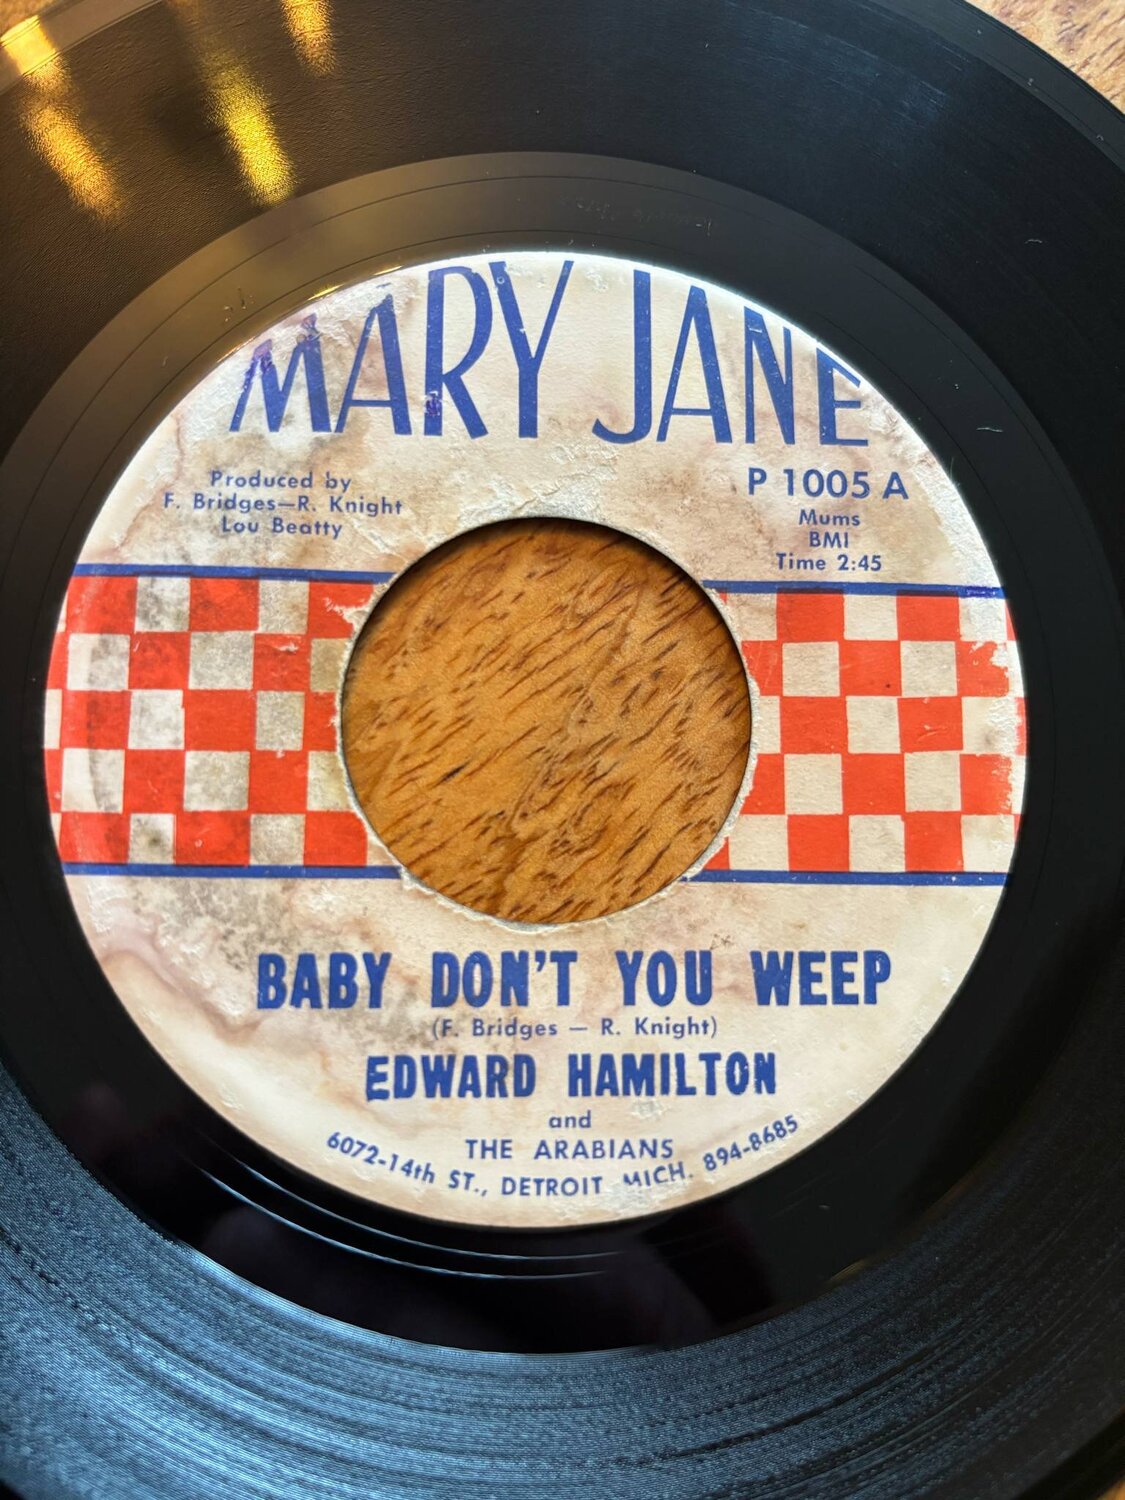 MARY JANE
Produced by
F. Bridges—R. Knight
Lou Beatty
P 1005 A
Mums
BMI
Time 2:45
BABY DON'T YOU WEEP
(F. Bridges — R. Knight)
EDWARD HAMILTON
and
THE ARABIANS
6072-14th ST., DETROIT MICH. 894-8685